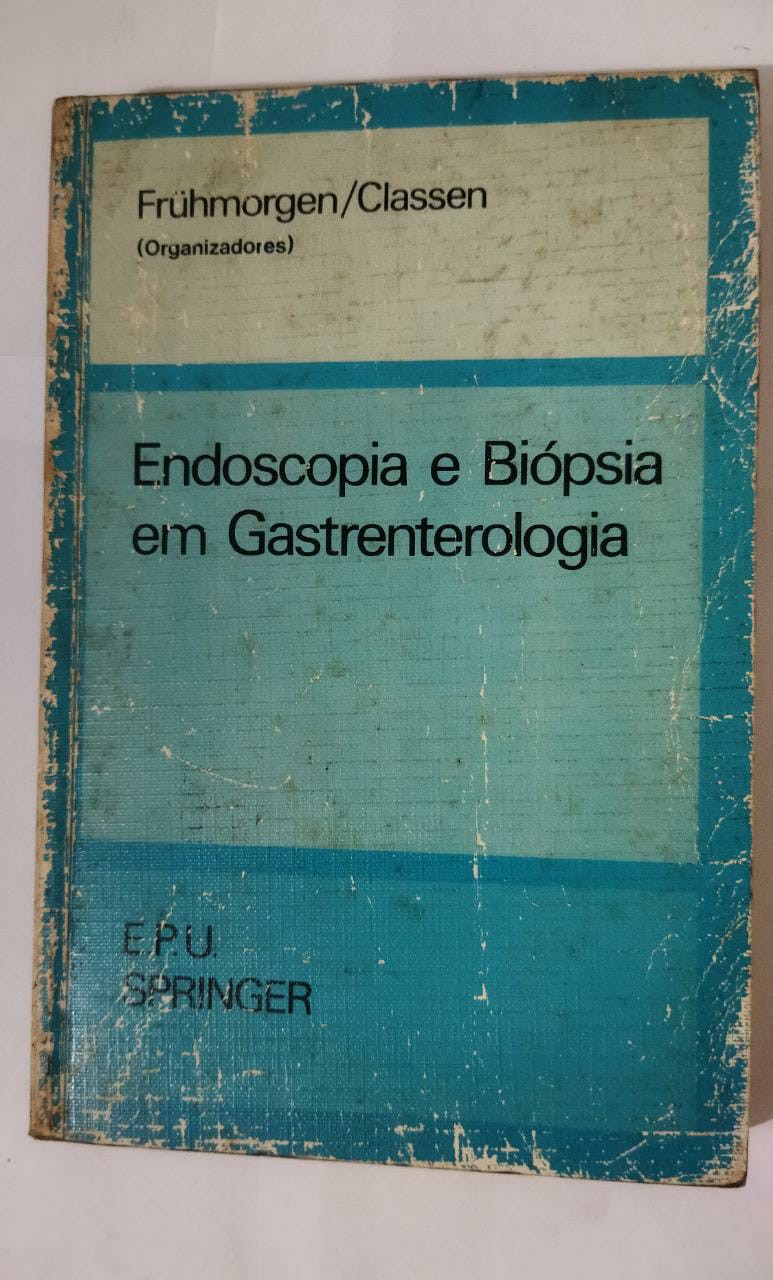 Frühmorgen/Classen
(Organizadores)
Endoscopia e Biópsia
em Gastrenterologia
E.P.U.
SPRINGER